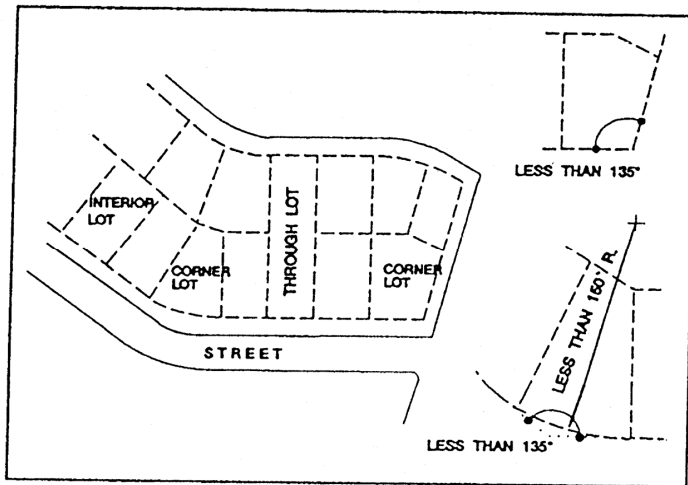 LESS THAN 135°
INTERIOR
LOT
THROUGH LOT
CORNER
LOT
CORNER
LOT
LESS THAN 150' R.
STREET
LESS THAN 135°